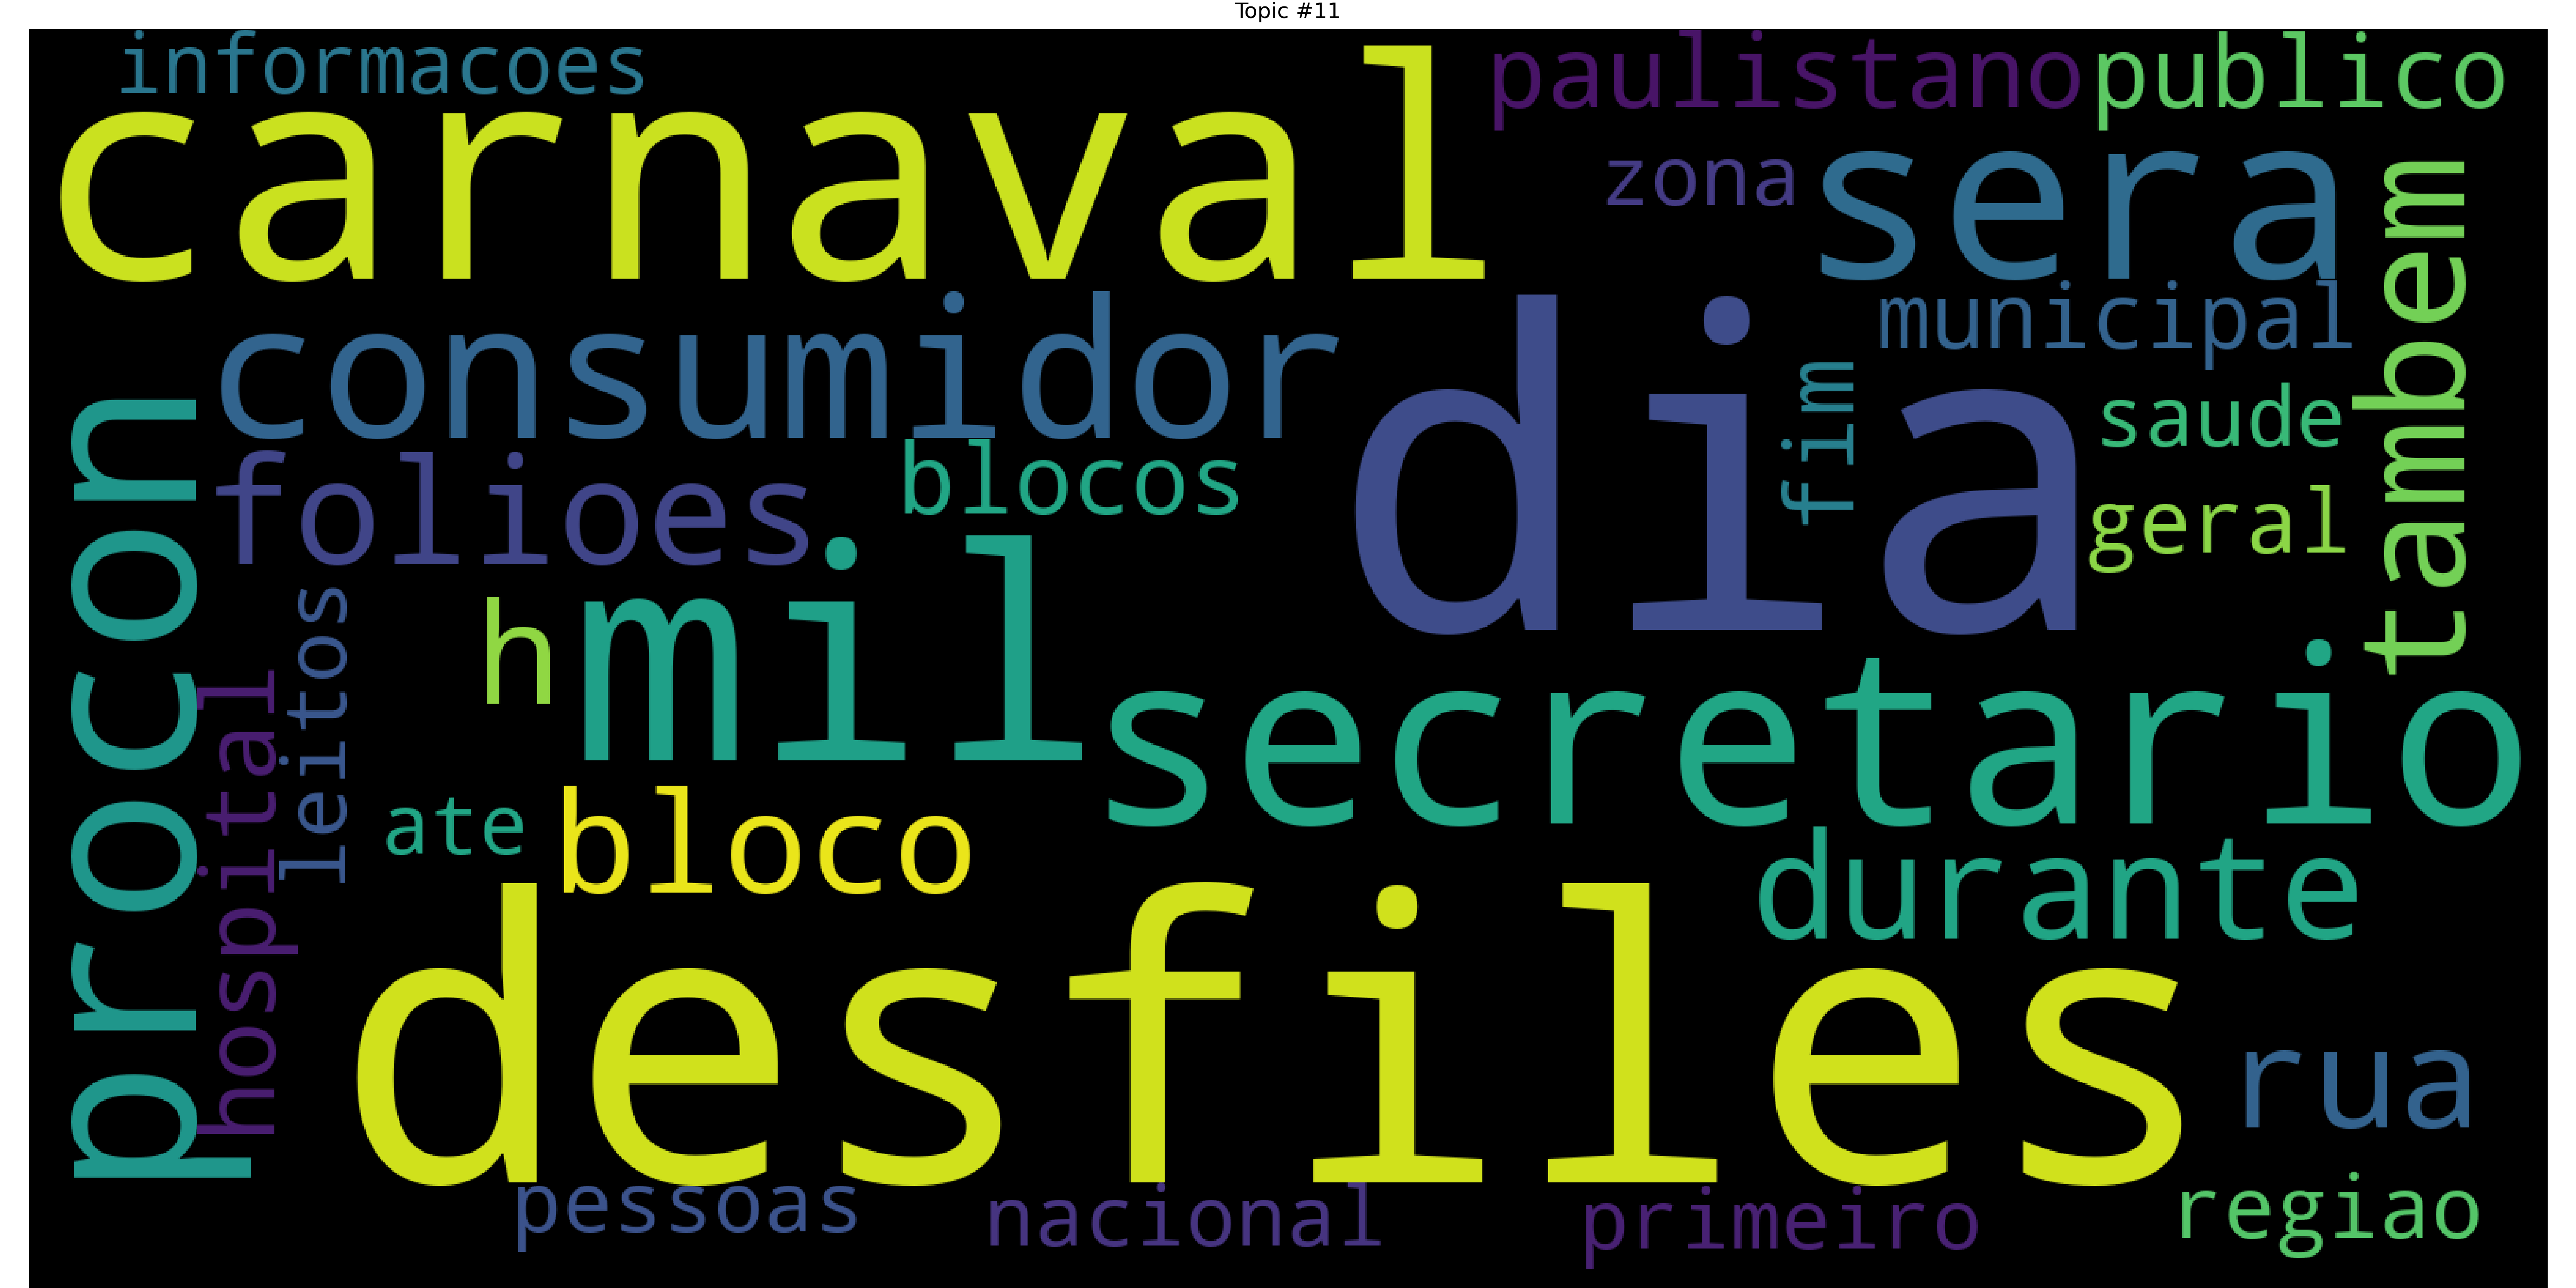 Topic #11
informacoes
paulistano
publico
carnaval
zona
sera
tambem
municipal
consumidor
dia
fim
saude
procon
folioes
blocos
geral
leitos
h
mil
secretario
hospital
ate
bloco
durante
desfiles
rua
pessoas
nacional
primeiro
regiao